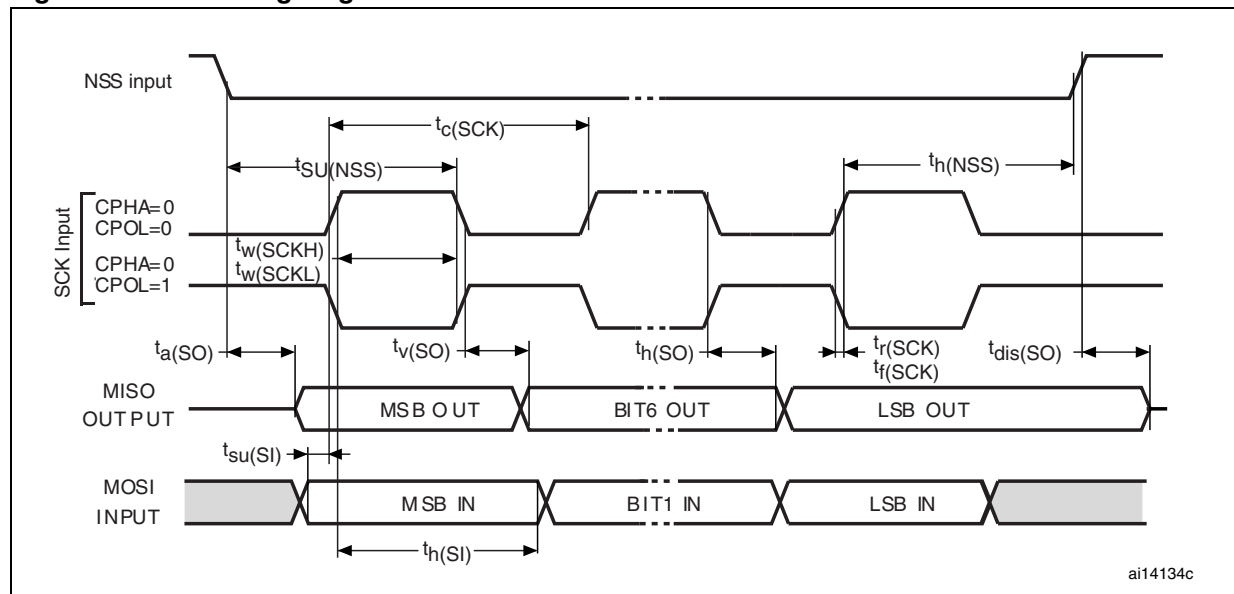 NSS input
tc(SCK)
tSU(NSS)
th(NSS)
SCK Input
CPHA=0
CPOL=0
tw(SCKH)
CPHA=0
tw(SCKL)
CPOL=1
ta(SO)
tv(SO)
th(SO)
tr(SCK)
tf(SCK)
tdis(SO)
MISO
OUTPUT
MSB OUT
BIT6 OUT
LSB OUT
tsu(SI)
MOSI
INPUT
MSB IN
BIT1 IN
LSB IN
th(SI)
ai14134c